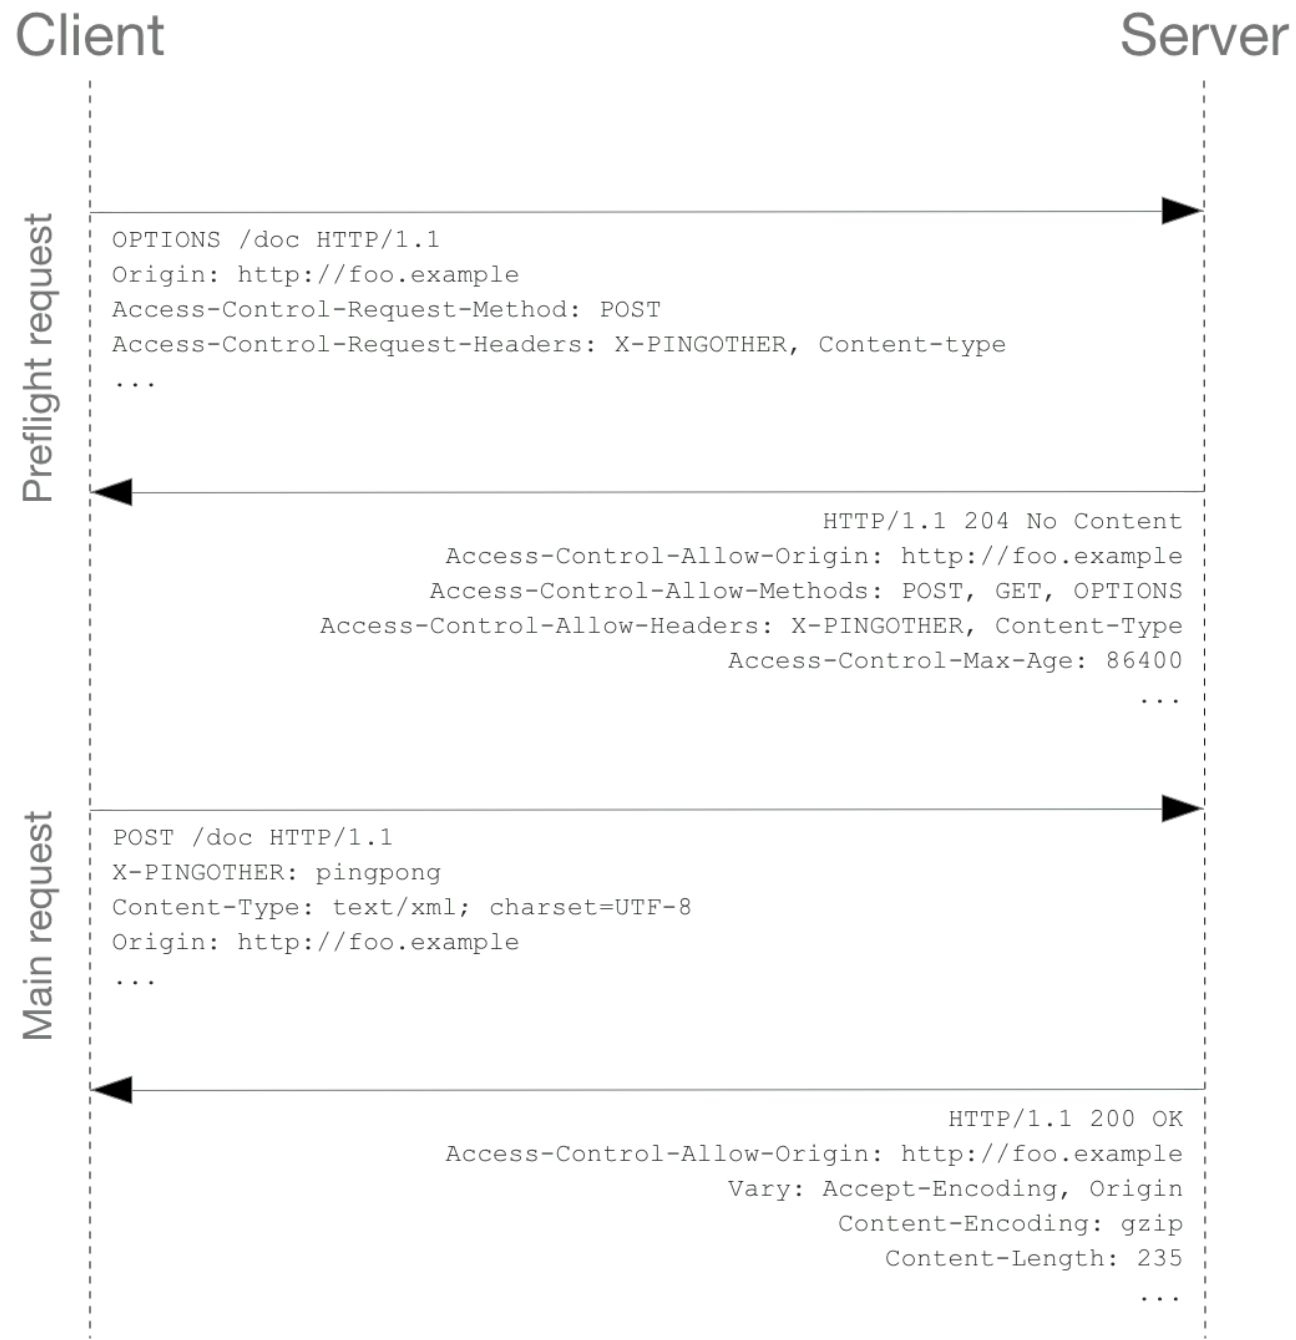 Client
Server
Preflight request
OPTIONS /doc HTTP/1.1
Origin: http://foo.example
Access-Control-Request-Method: POST
Access-Control-Request-Headers: X-PINGOTHER, Content-type
...
HTTP/1.1 204 No Content
Access-Control-Allow-Origin: http://foo.example
Access-Control-Allow-Methods: POST, GET, OPTIONS
Access-Control-Allow-Headers: X-PINGOTHER, Content-Type
Access-Control-Max-Age: 86400
...
Main request
POST /doc HTTP/1.1
X-PINGOTHER: pingpong
Content-Type: text/xml; charset=UTF-8
Origin: http://foo.example
...
HTTP/1.1 200 OK
Access-Control-Allow-Origin: http://foo.example
Vary: Accept-Encoding, Origin
Content-Encoding: gzip
Content-Length: 235
...